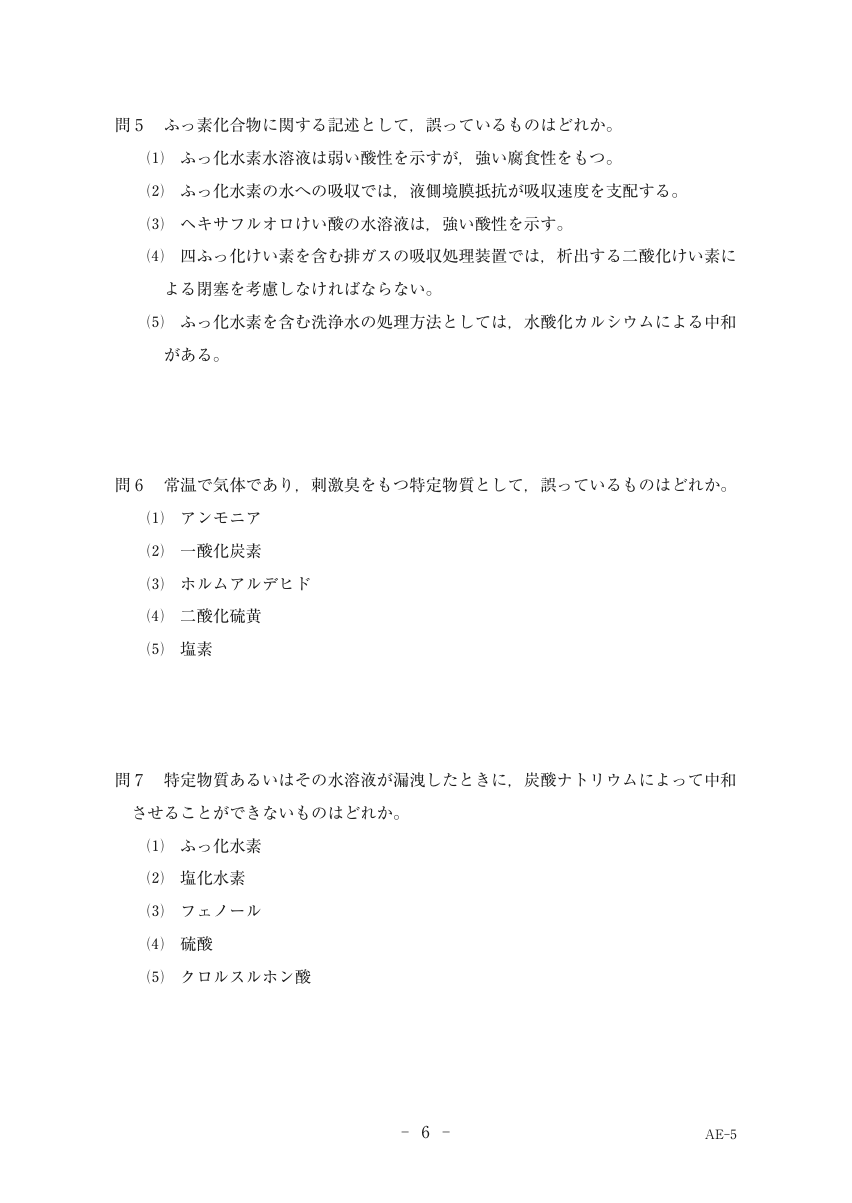 問５　ふっ素化合物に関する記述として，誤っているものはどれか。
⑴　ふっ化水素水溶液は弱い酸性を示すが，強い腐食性をもつ。
⑵　ふっ化水素の水への吸収では，液側境膜抵抗が吸収速度を支配する。
⑶　ヘキサフルオロけい酸の水溶液は，強い酸性を示す。
⑷　四ふっ化けい素を含む排ガスの吸収処理装置では，析出する二酸化けい素に
よる閉塞を考慮しなければならない。
⑸　ふっ化水素を含む洗浄水の処理方法としては，水酸化カルシウムによる中和
がある。
問６　常温で気体であり，刺激臭をもつ特定物質として，誤っているものはどれか。
⑴　アンモニア
⑵　一酸化炭素
⑶　ホルムアルデヒド
⑷　二酸化硫黄
⑸　塩素
問７　特定物質あるいはその水溶液が漏洩したときに，炭酸ナトリウムによって中和
させることができないものはどれか。
⑴　ふっ化水素
⑵　塩化水素
⑶　フェノール
⑷　硫酸
⑸　クロルスルホン酸
－ 6 －
AE-5